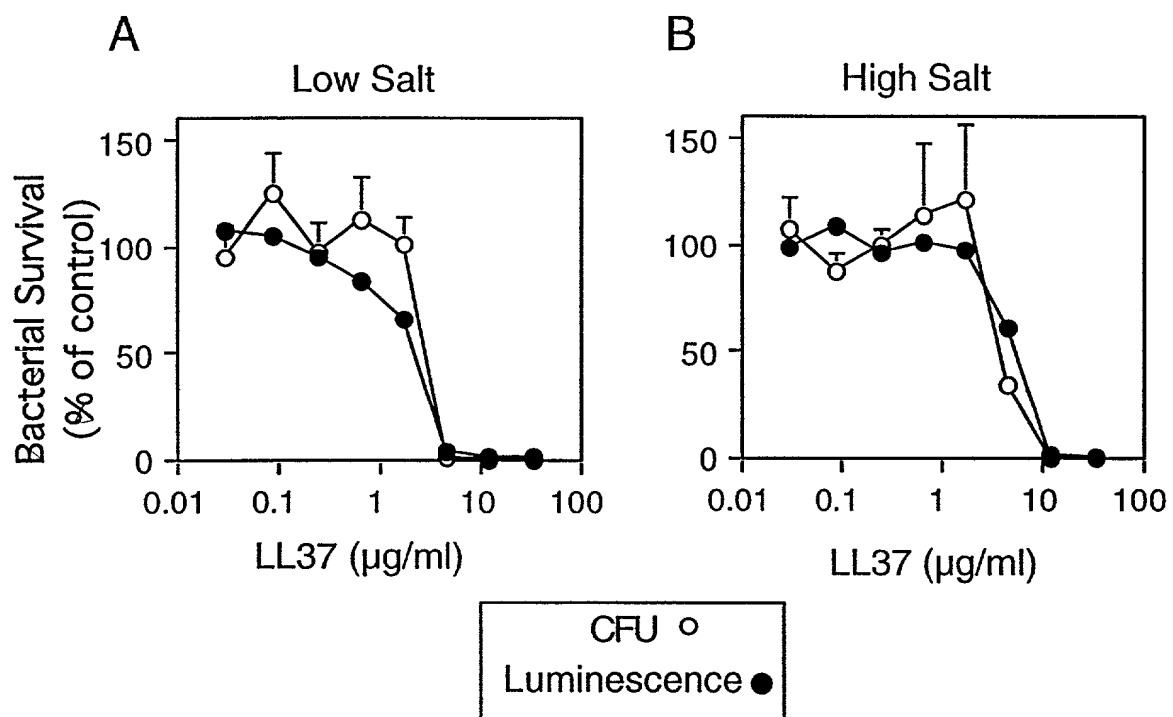 A
B
Low Salt
High Salt
Bacterial Survival
(% of control)
150
100
50
0
0.01
0.1
1
10
100
LL37 (µg/ml)
150
100
50
0
0.01
0.1
1
10
100
LL37 (µg/ml)
CFU
Luminescence